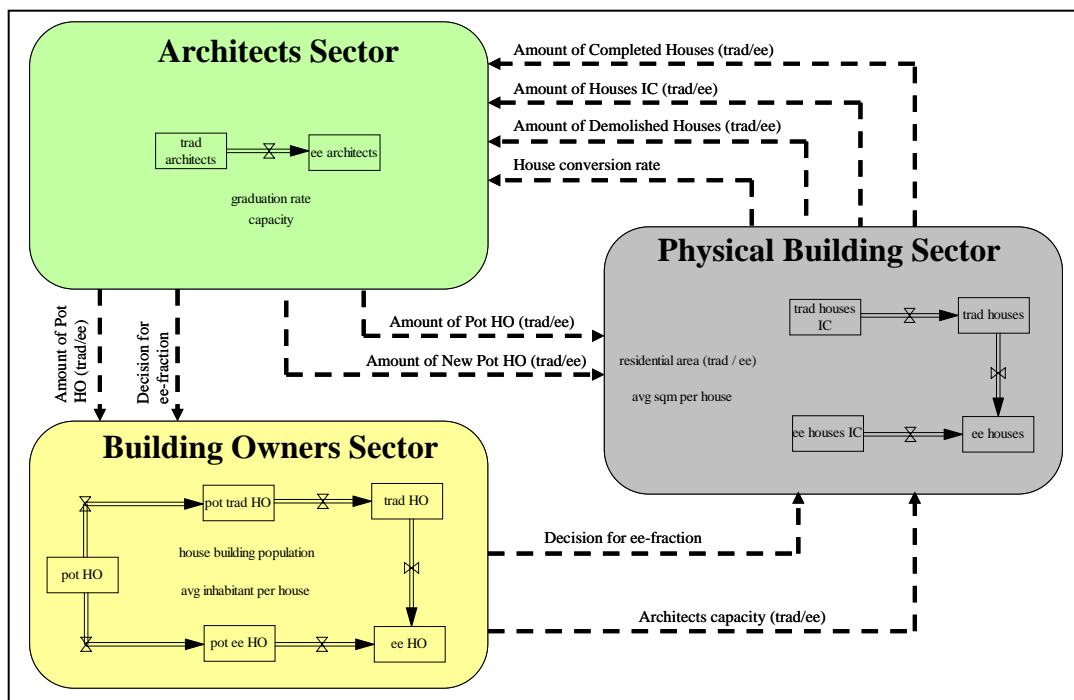 Architects Sector
trad
architects
ee architects
graduation rate
capacity
Amount of Completed Houses (trad/ee)
Amount of Houses IC (trad/ee)
Amount of Demolished Houses (trad/ee)
House conversion rate
Physical Building Sector
trad houses
IC
trad houses
residential area (trad / ee)
avg sqm per house
ee houses IC
ee houses
Amount of Pot
HO (trad/ee)
Decision for
ee-fraction
Amount of Pot HO (trad/ee)
Amount of New Pot HO (trad/ee)
Building Owners Sector
pot trad HO
trad HO
house building population
pot HO
avg inhabitant per house
pot ee HO
ee HO
Decision for ee-fraction
Architects capacity (trad/ee)